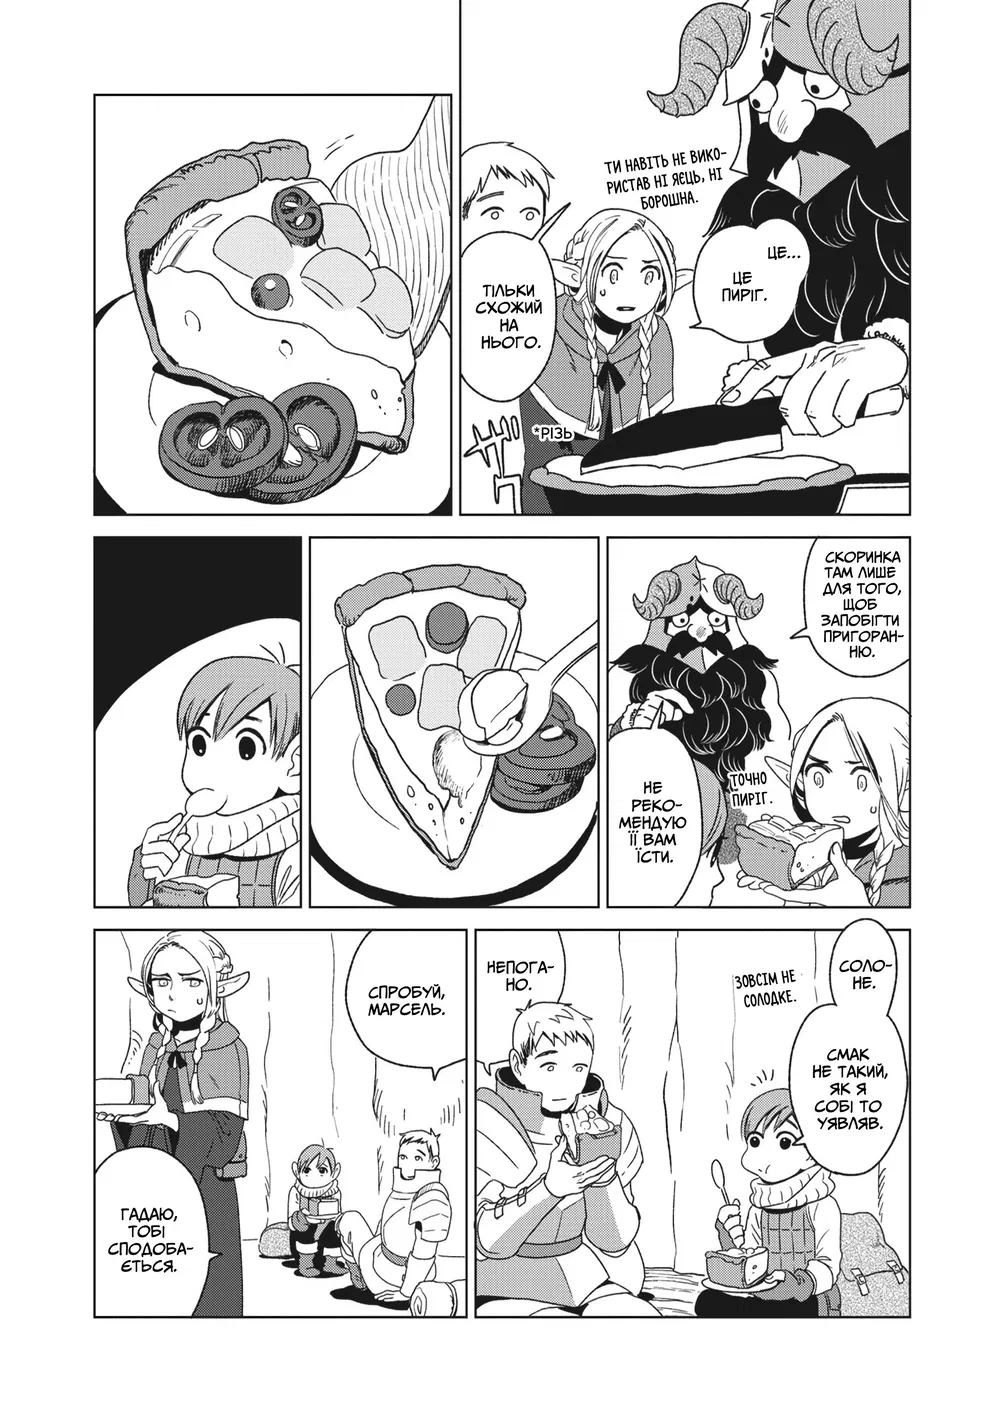 ЦЕ...
ЦЕ
ПИРІГ.
ТИ НАВІТЬ НЕ ВИКО-
РИСТАВ НІ ЯЄЦЬ, НІ
БОРОШНА.
ТІЛЬКИ
СХОЖИЙ
НА
НЬОГО.
*РІЗЬ
СКОРИНКА
ТАМ ЛИШЕ
ДЛЯ ТОГО,
ЩОБ
ЗАПОБІГТИ
ПРИГОРАН-
НЮ.
ТОЧНО
ПИРІГ.
НЕ
РЕКО-
МЕНДУЮ
ЇЇ ВАМ
ЇСТИ.
СОЛО-
НЕ.
СМАК
НЕ ТАКИЙ,
ЯК Я
СОБІ ТО
УЯВЛЯВ.
ЗОВСІМ НЕ
СОЛОДКЕ.
НЕПОГА-
НО.
СПРОБУЙ,
МАРСЕЛЬ.
ГАДАЮ,
ТОБІ
СПОДОБА-
ЄТЬСЯ.